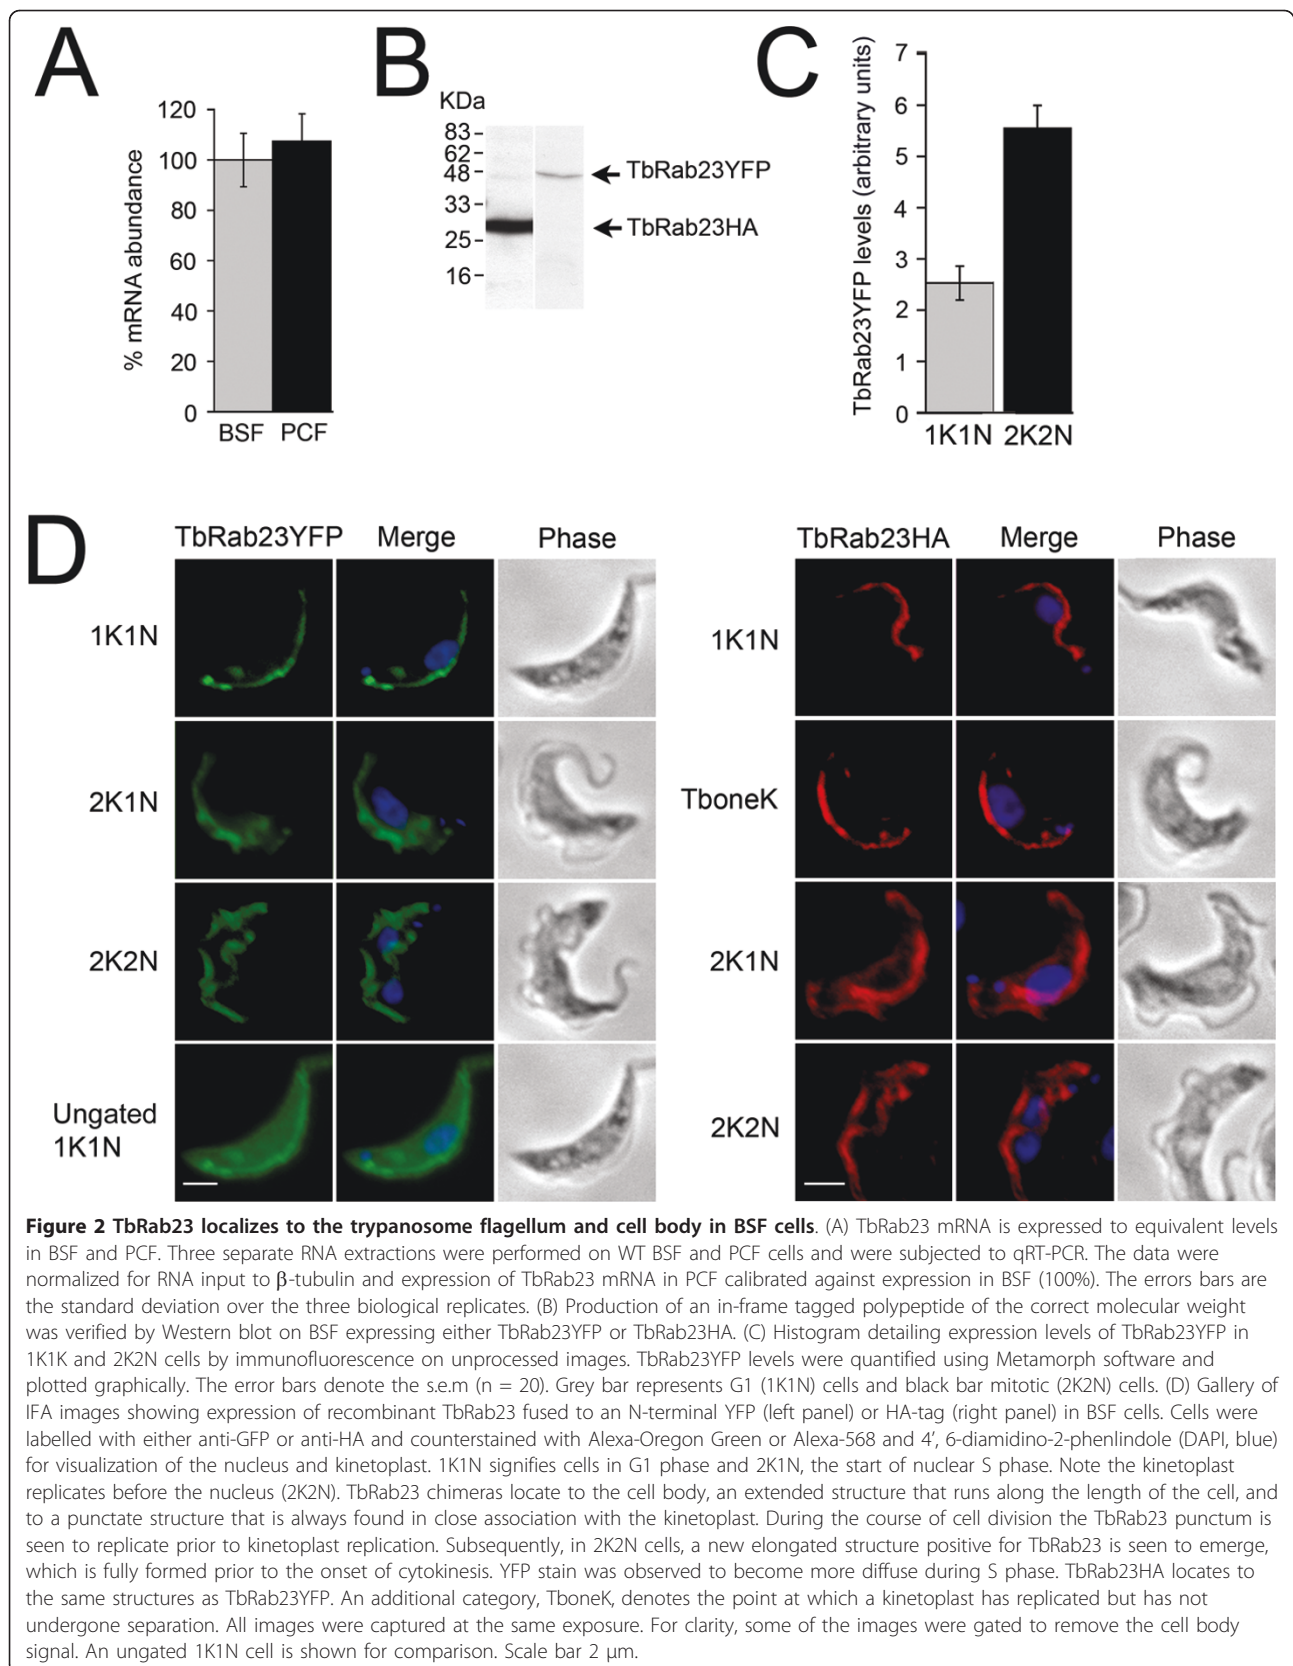 A
% mRNA abundance
120
100
80
60
40
20
0
BSF PCF
B
KDa
83
62
48
33
25
16
TbRab23YFP
TbRab23HA
C
TbRab23YFP levels (arbitrary units)
7
6
5
4
3
2
1
0
1K1N 2K2N
D
TbRab23YFP Merge Phase
1K1N
2K1N
2K2N
Ungated
1K1N
TbRab23HA Merge Phase
1K1N
TboneK
2K1N
2K2N
Figure 2 TbRab23 localizes to the trypanosome flagellum and cell body in BSF cells. (A) TbRab23 mRNA is expressed to equivalent levels
in BSF and PCF. Three separate RNA extractions were performed on WT BSF and PCF cells and were subjected to qRT-PCR. The data were
normalized for RNA input to β-tubulin and expression of TbRab23 mRNA in PCF calibrated against expression in BSF (100%). The errors bars are
the standard deviation over the three biological replicates. (B) Production of an in-frame tagged polypeptide of the correct molecular weight
was verified by Western blot on BSF expressing either TbRab23YFP or TbRab23HA. (C) Histogram detailing expression levels of TbRab23YFP in
1K1K and 2K2N cells by immunofluorescence on unprocessed images. TbRab23YFP levels were quantified using Metamorph software and
plotted graphically. The error bars denote the s.e.m (n = 20). Grey bar represents G1 (1K1N) cells and black bar mitotic (2K2N) cells. (D) Gallery of
IFA images showing expression of recombinant TbRab23 fused to an N-terminal YFP (left panel) or HA-tag (right panel) in BSF cells. Cells were
labelled with either anti-GFP or anti-HA and counterstained with Alexa-Oregon Green or Alexa-568 and 4′, 6-diamidino-2-phenlindole (DAPI, blue)
for visualization of the nucleus and kinetoplast. 1K1N signifies cells in G1 phase and 2K1N, the start of nuclear S phase. Note the kinetoplast
replicates before the nucleus (2K2N). TbRab23 chimeras locate to the cell body, an extended structure that runs along the length of the cell, and
to a punctate structure that is always found in close association with the kinetoplast. During the course of cell division the TbRab23 punctum is
seen to replicate prior to kinetoplast replication. Subsequently, in 2K2N cells, a new elongated structure positive for TbRab23 is seen to emerge,
which is fully formed prior to the onset of cytokinesis. YFP stain was observed to become more diffuse during S phase. TbRab23HA locates to
the same structures as TbRab23YFP. An additional category, TboneK, denotes the point at which a kinetoplast has replicated but has not
undergone separation. All images were captured at the same exposure. For clarity, some of the images were gated to remove the cell body
signal. An ungated 1K1N cell is shown for comparison. Scale bar 2 μm.